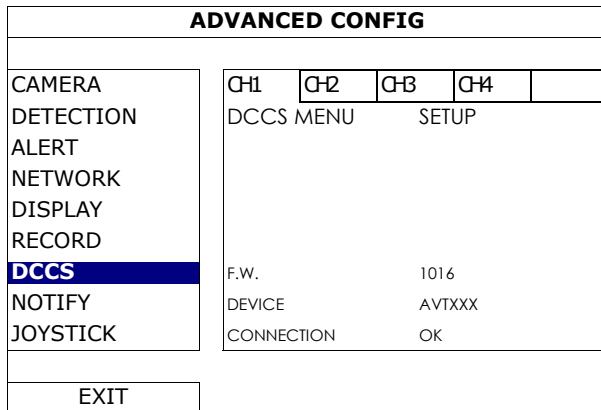 ADVANCED CONFIG
CAMERA
DETECTION
ALERT
NETWORK
DISPLAY
RECORD
DCCS
NOTIFY
JOYSTICK
EXIT
CH1 CH2 CH3 CH4
DCCS MENU SETUP
F.W. 1016
DEVICE AVTXXX
CONNECTION OK